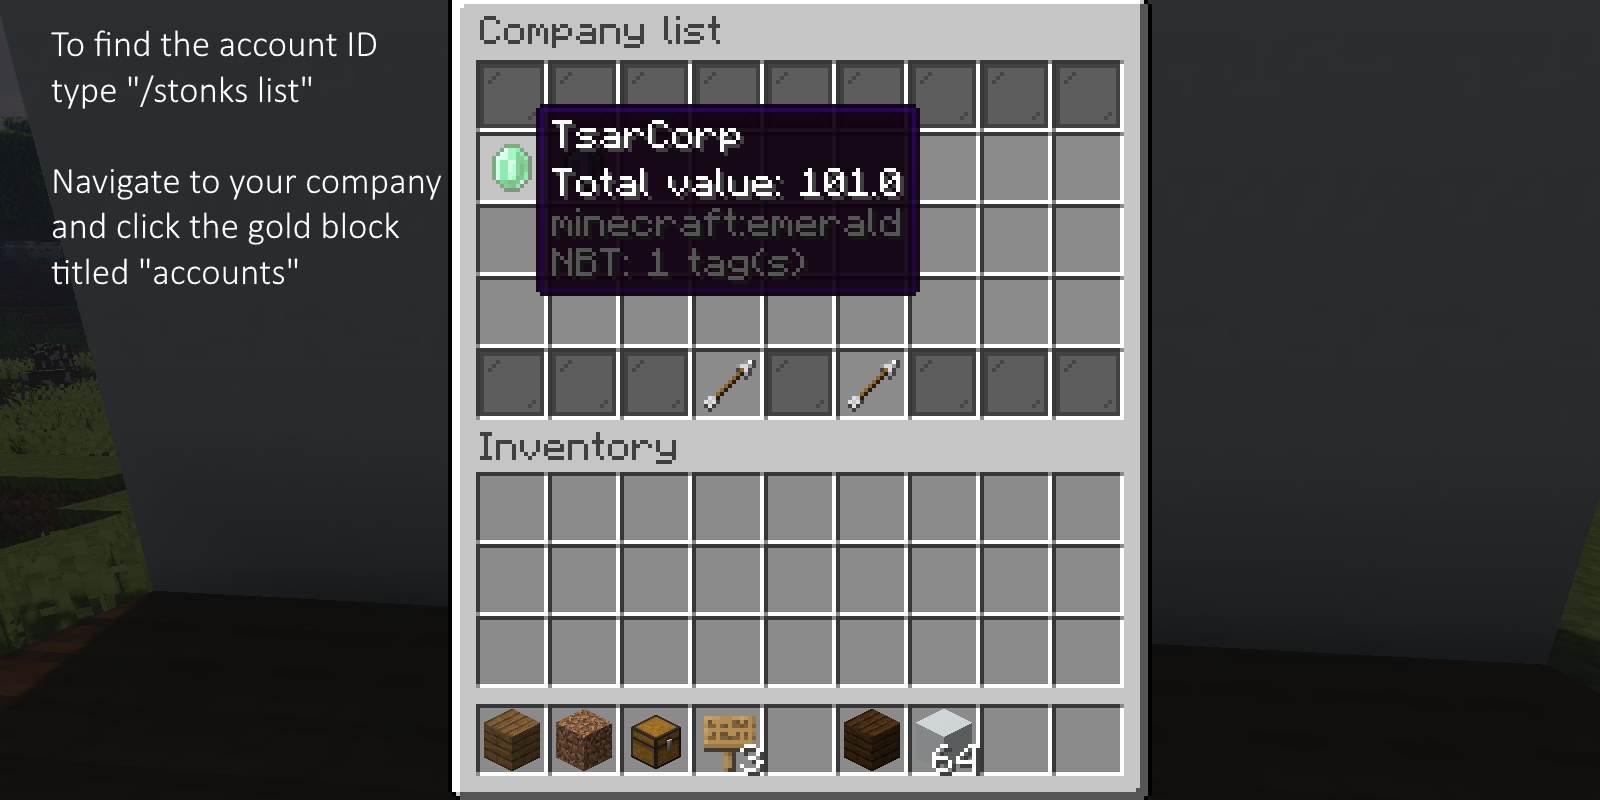 To find the account ID
type "/stonks list"
Navigate to your company
and click the gold block
titled "accounts"
Company list
TsarCorp
Total value: 101.0
minecraft:emerald
NBT: 1 tag(s)
Inventory
3
64